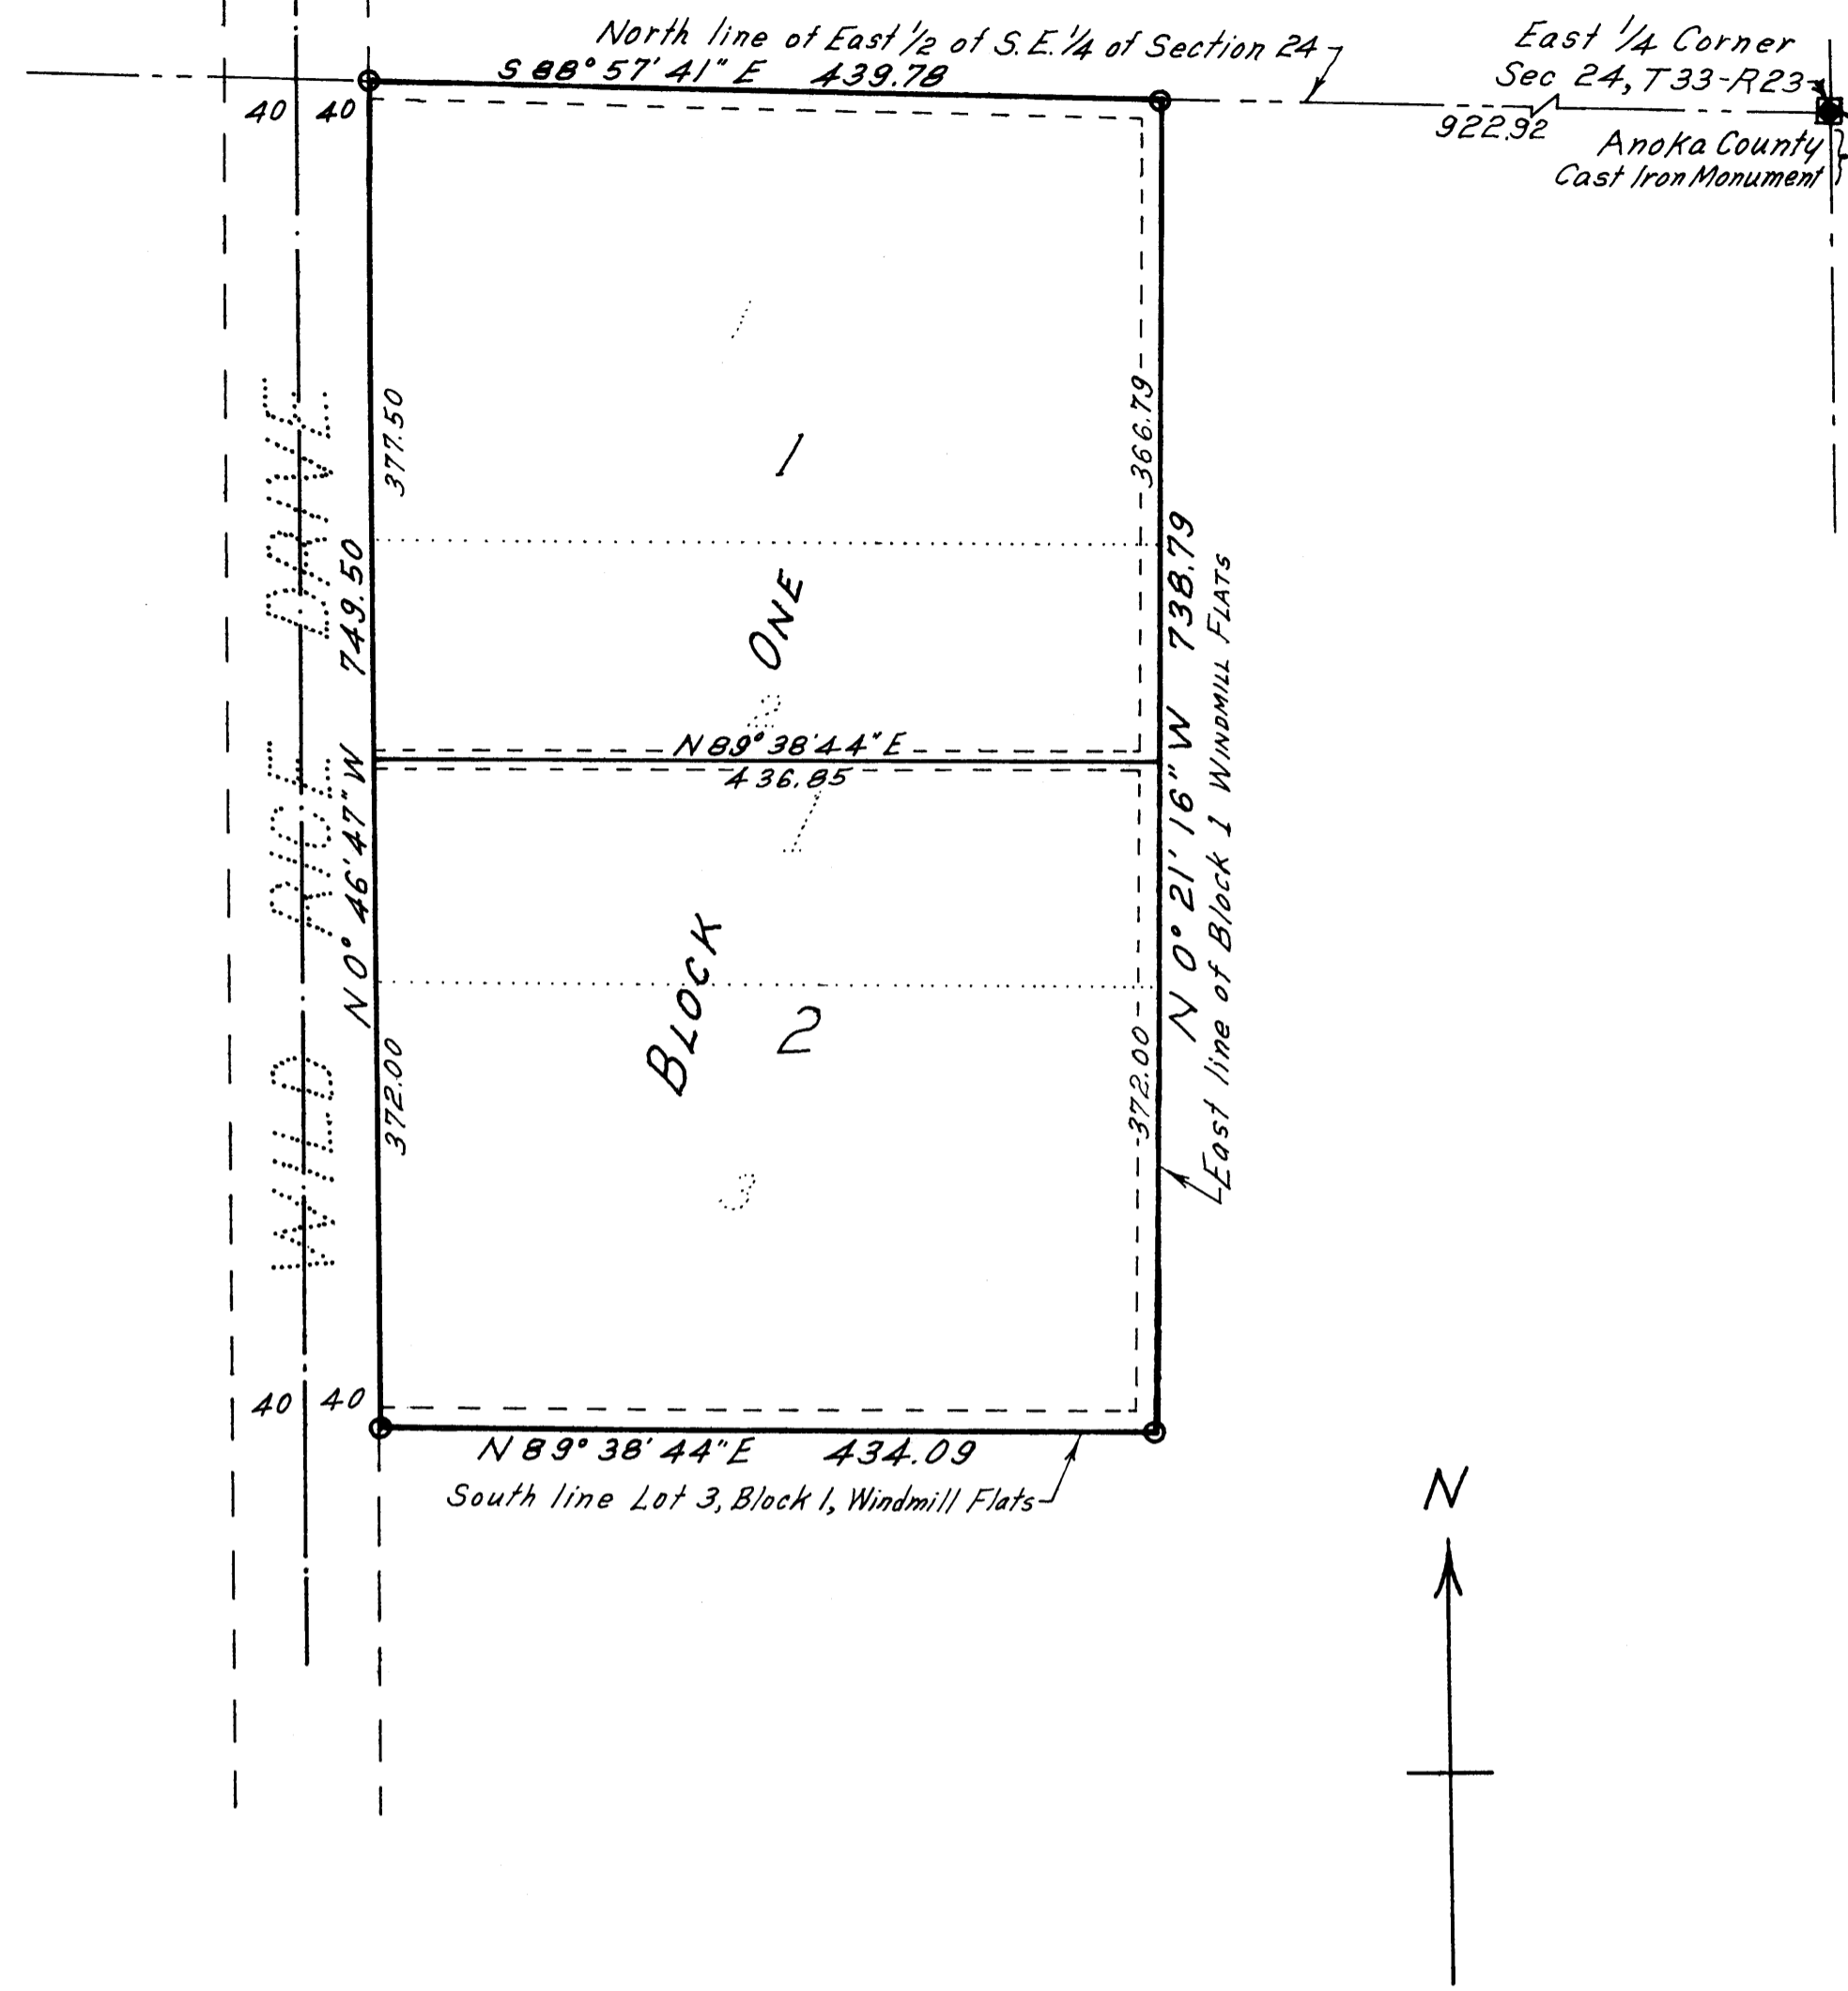 North line of East 1/2 of S.E. 1/4 of Section 24
S 88° 57' 41" E 439.78
East 1/4 Corner
Sec 24, T33-R23
922.92
Anoka County
Cast Iron Monument
40 40
1
377.50
366.79
1
WILD RICE DRIVE
N 0° 46' 47" W 749.50
BLOCK ONE
N 0° 21' 16" W 738.79
East line of Block 1 WINDMILL FLATS
2
N 89° 38' 44" E
436.85
1
2
372.00
372.00
3
40 40
N 89° 38' 44" E 434.09
South line Lot 3, Block 1, Windmill Flats
N